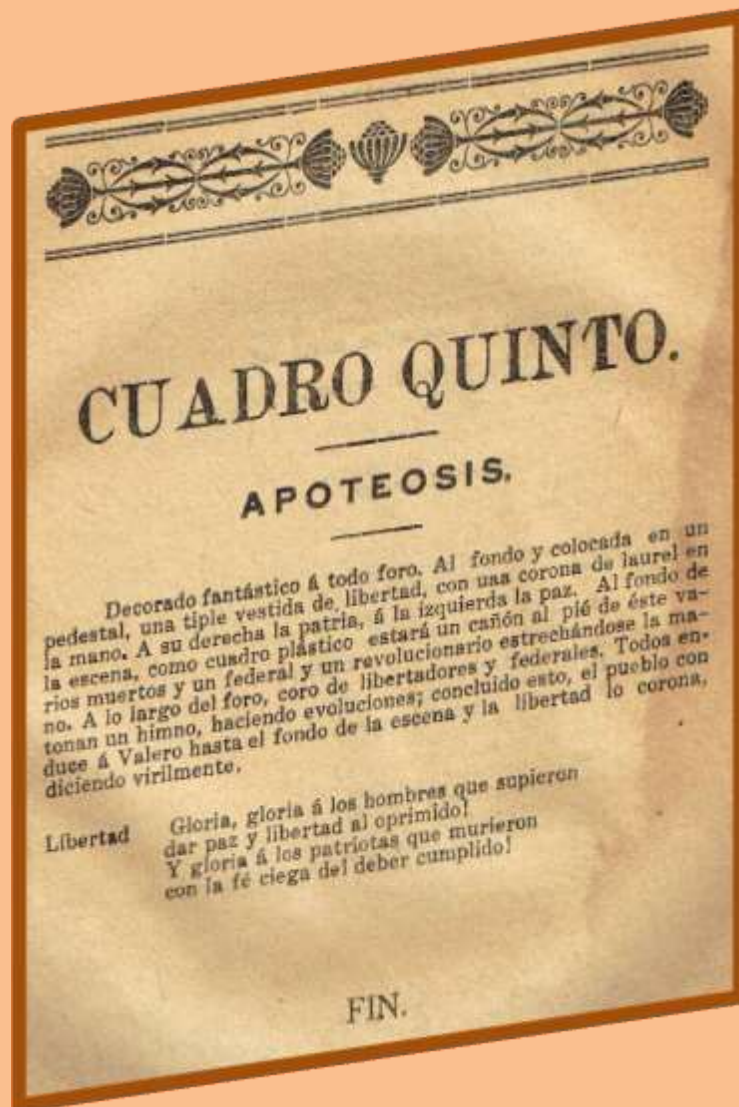 CUADRO QUINTO.
APOTEOSIS.
Decorado fantástico á todo foro. Al fondo y colocada en un
pedestal, una tiple vestida de libertad, con una corona de laurel en
la mano. A su derecha la patria, á la izquierda la paz. Al fondo de
la escena, como cuadro plástico estará un cañón al pié de éste va-
rios muertos y un federal y un revolucionario estrechándose la ma-
no. A lo largo del foro, coro de libertadores y federales. Todos en-
tonan un himno, haciendo evoluciones; concluido esto, el pueblo con
duce á Valero hasta el fondo de la escena y la libertad lo corona,
diciendo virilmente.
Libertad Gloria, gloria á los hombres que supieron
dar paz y libertad al oprimido!
Y gloria á los patriotas que murieron
con la fé ciega del deber cumplido!
FIN.